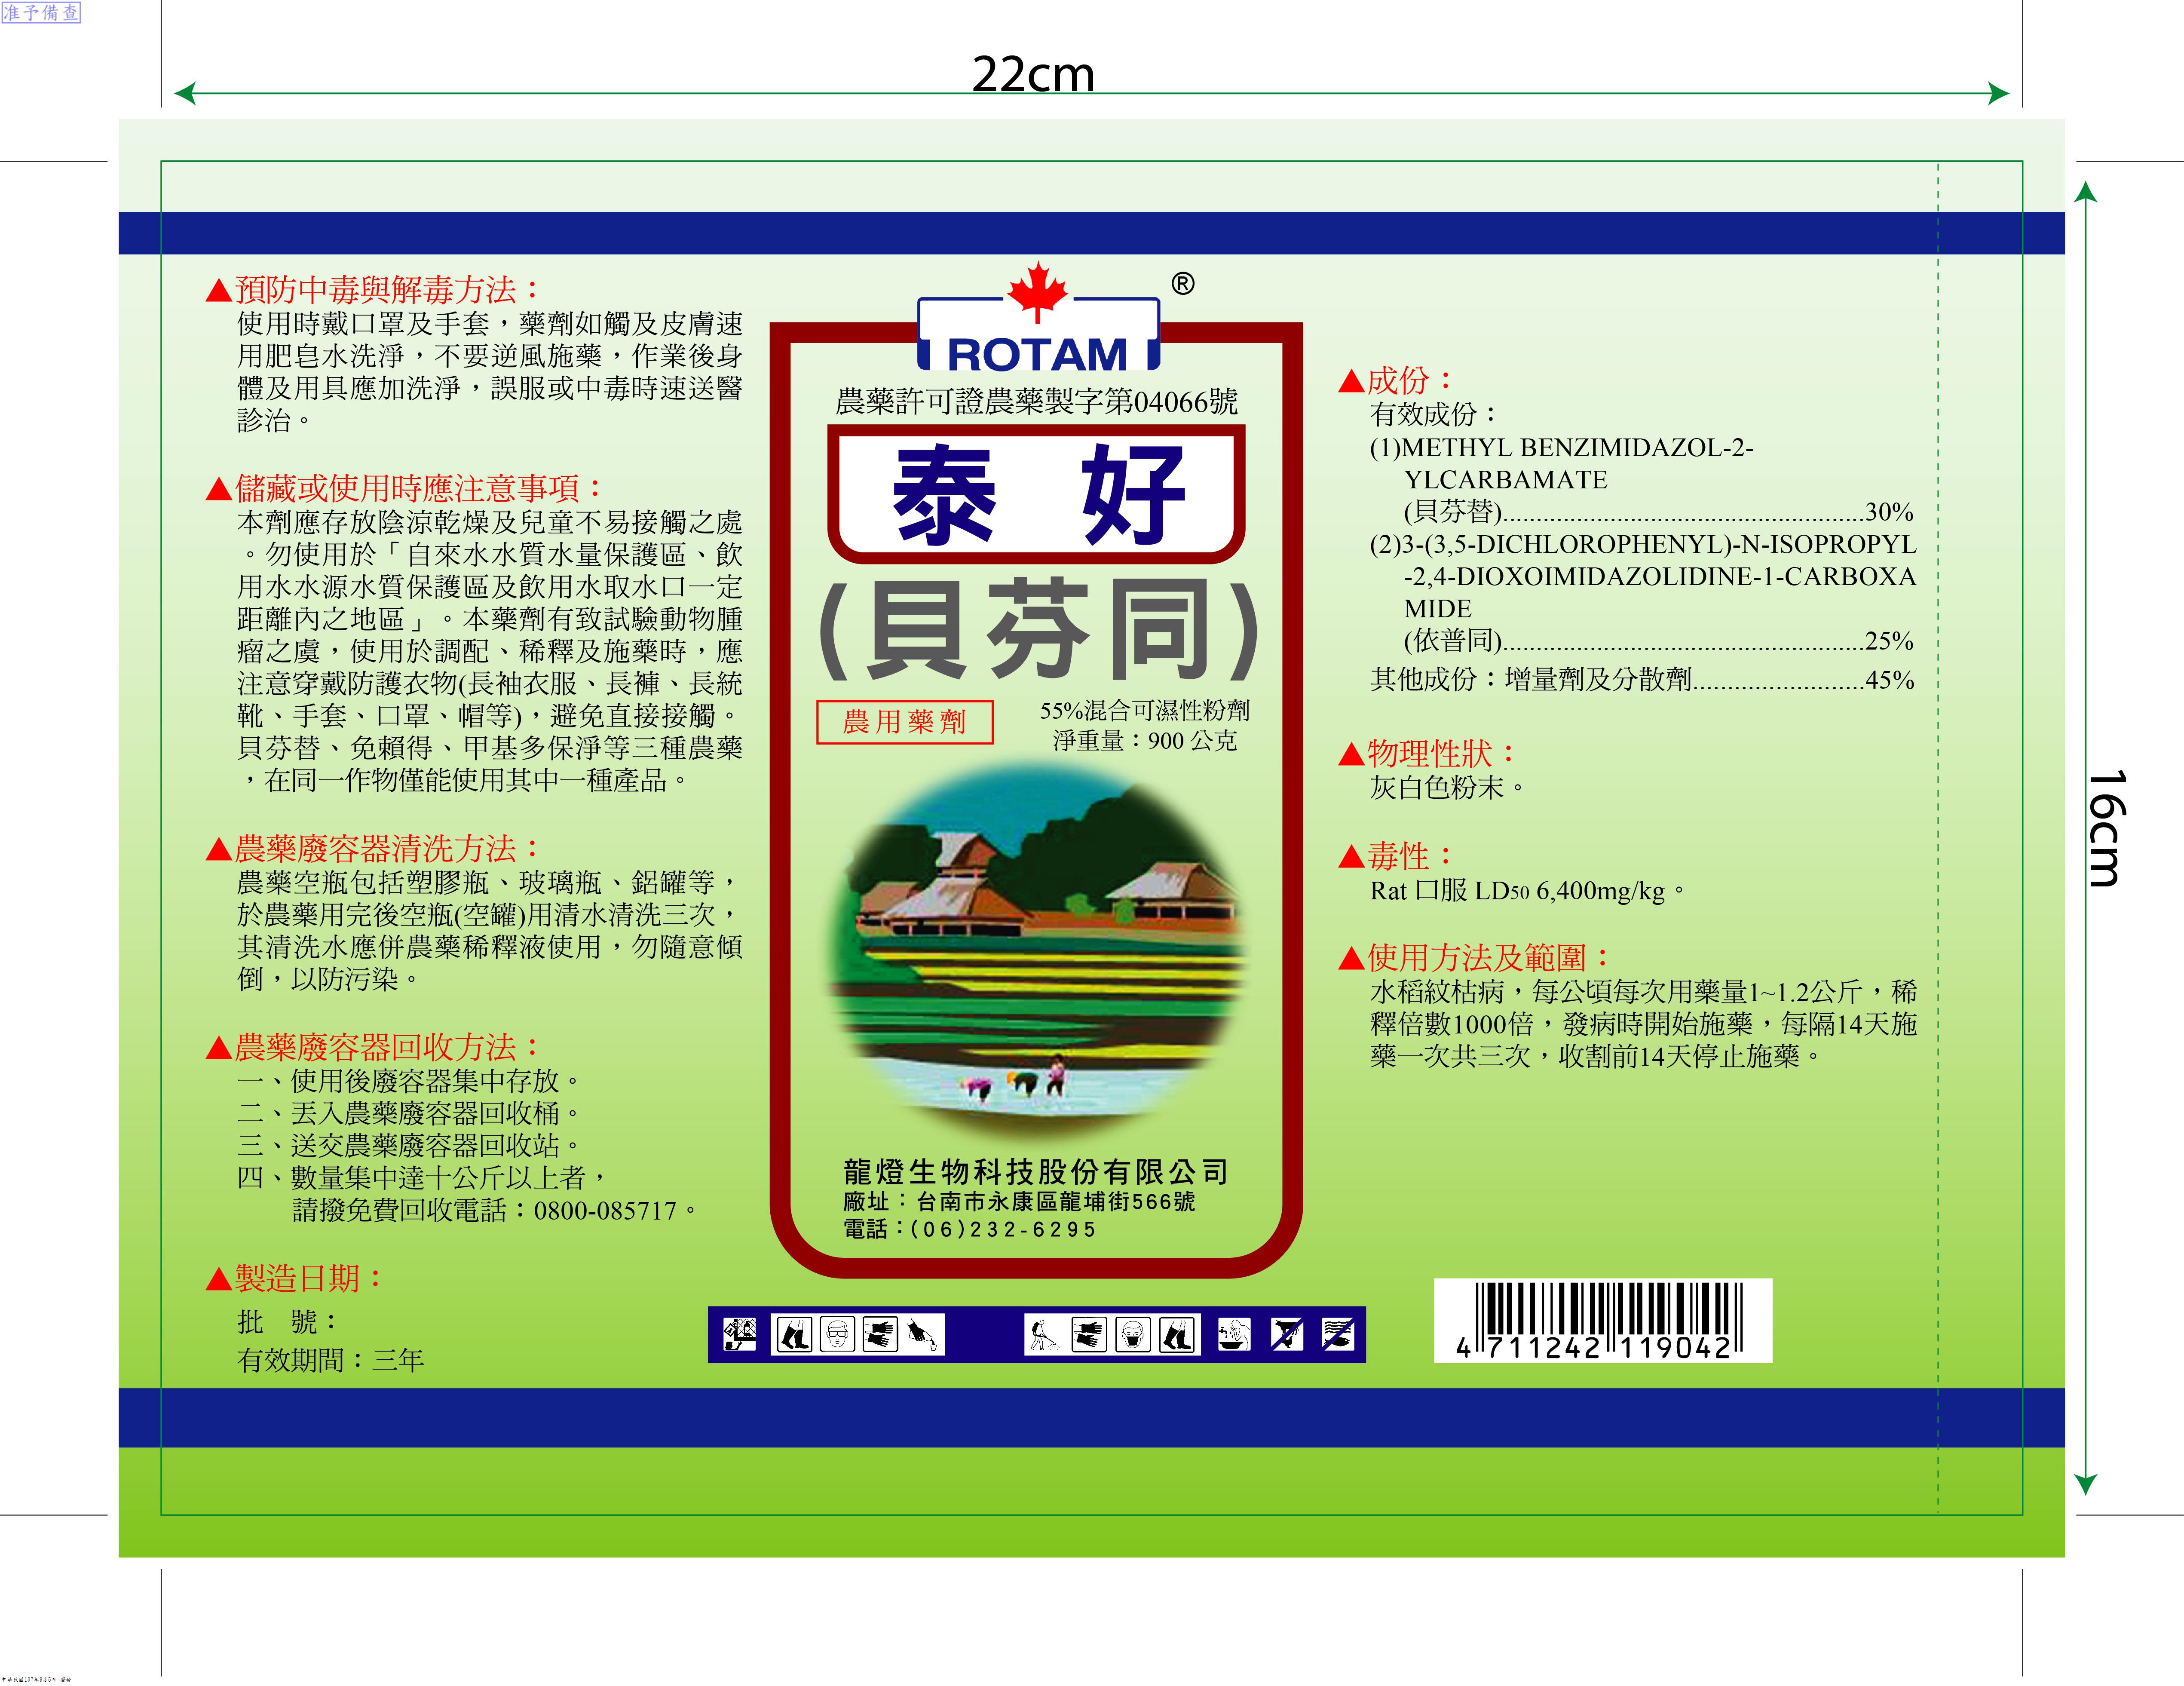 准予備查
22cm
16cm
▲預防中毒與解毒方法：
使用時戴口罩及手套，藥劑如觸及皮膚速
用肥皂水洗淨，不要逆風施藥，作業後身
體及用具應加洗淨，誤服或中毒時速送醫
診治。
▲儲藏或使用時應注意事項：
本劑應存放陰涼乾燥及兒童不易接觸之處
。勿使用於「自來水水質水量保護區、飲
用水水源水質保護區及飲用水取水口一定
距離內之地區」。本藥劑有致試驗動物腫
瘤之虞，使用於調配、稀釋及施藥時，應
注意穿戴防護衣物(長袖衣服、長褲、長統
靴、手套、口罩、帽等)，避免直接接觸。
貝芬替、免賴得、甲基多保淨等三種農藥
，在同一作物僅能使用其中一種產品。
▲農藥廢容器清洗方法：
農藥空瓶包括塑膠瓶、玻璃瓶、鋁罐等，
於農藥用完後空瓶(空罐)用清水清洗三次，
其清洗水應併農藥稀釋液使用，勿隨意傾
倒，以防污染。
▲農藥廢容器回收方法：
一、使用後廢容器集中存放。
二、丟入農藥廢容器回收桶。
三、送交農藥廢容器回收站。
四、數量集中達十公斤以上者，
請撥免費回收電話：0800-085717。
▲製造日期：
批　號：
有效期間：三年
®
ROTAM
農藥許可證農藥製字第04066號
泰 好
(貝芬同)
農用藥劑
55%混合可濕性粉劑
淨重量：900 公克
龍燈生物科技股份有限公司
廠址：台南市永康區龍埔街566號
電話：(06)232-6295
▲成份：
有效成份：
(1)METHYL BENZIMIDAZOL-2-
YLCARBAMATE
(貝芬替)......................................................30%
(2)3-(3,5-DICHLOROPHENYL)-N-ISOPROPYL
-2,4-DIOXOIMIDAZOLIDINE-1-CARBOXA
MIDE
(依普同)......................................................25%
其他成份：增量劑及分散劑.........................45%
▲物理性狀：
灰白色粉末。
▲毒性：
Rat 口服 LD50 6,400mg/kg。
▲使用方法及範圍：
水稻紋枯病，每公頃每次用藥量1~1.2公斤，稀
釋倍數1000倍，發病時開始施藥，每隔14天施
藥一次共三次，收割前14天停止施藥。
4 711242 119042
中華民國107年9月5日